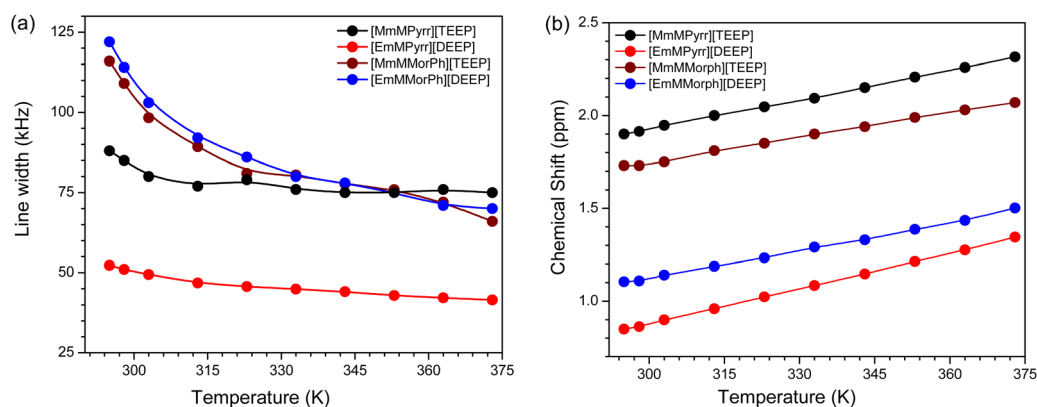 (a)
[MmMPyrr][TEEP]
[EmMPyrr][DEEP]
[MmMMorPh][TEEP]
[EmMMorPh][DEEP]
125
100
75
50
25
Line width (kHz)
300 315 330 345 360 375
Temperature (K)
(b)
[MmMPyrr][TEEP]
[EmMPyrr][DEEP]
[MmMMorph][TEEP]
[EmMMorph][DEEP]
2.5
2.0
1.5
1.0
Chemical Shift (ppm)
300 315 330 345 360 375
Temperature (K)